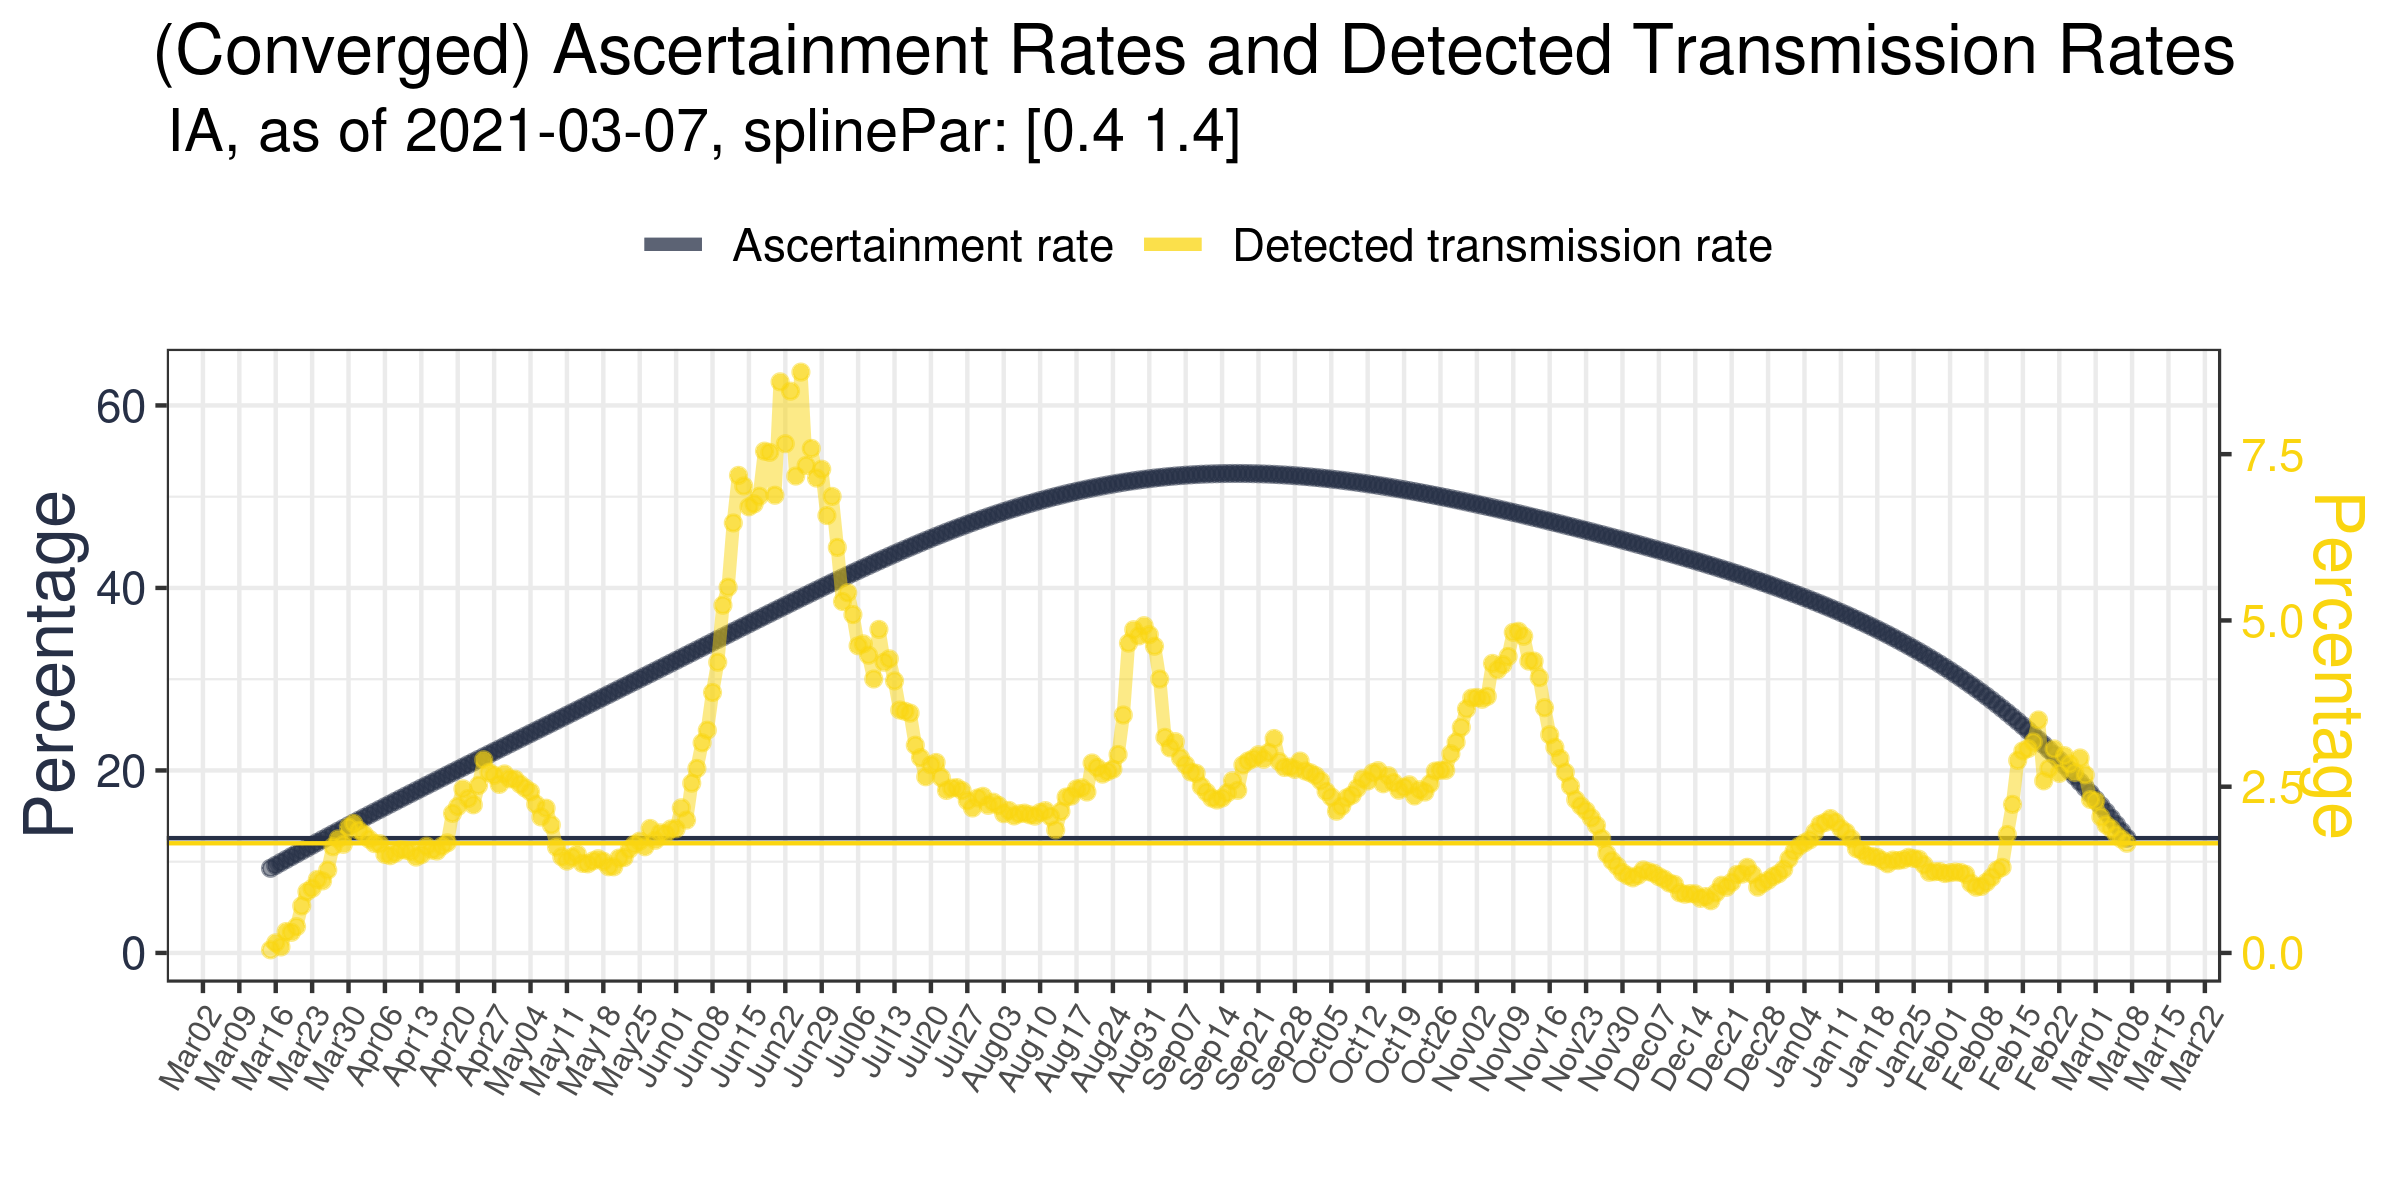 (Converged) Ascertainment Rates and Detected Transmission Rates
IA, as of 2021-03-07, splinePar: [0.4 1.4]
Ascertainment rate
Detected transmission rate
Percentage
60
40
20
0
7.5
5.0
2.5
0.0
Percentage
Mar02
Mar09
Mar16
Mar23
Mar30
Apr06
Apr13
Apr20
Apr27
May04
May11
May18
May25
Jun01
Jun08
Jun15
Jun22
Jun29
Jul06
Jul13
Jul20
Jul27
Aug03
Aug10
Aug17
Aug24
Aug31
Sep07
Sep14
Sep21
Sep28
Oct05
Oct12
Oct19
Oct26
Nov02
Nov09
Nov16
Nov23
Nov30
Dec07
Dec14
Dec21
Dec28
Jan04
Jan11
Jan18
Jan25
Feb01
Feb08
Feb15
Feb22
Mar01
Mar08
Mar15
Mar22